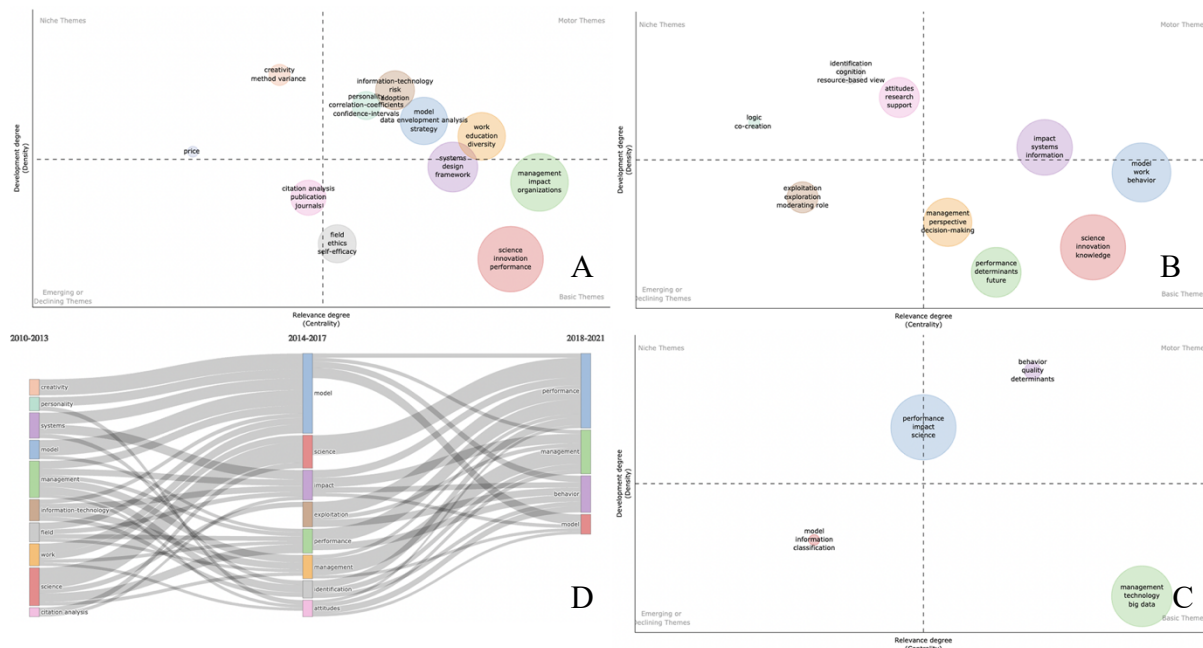 Niche Themes
Motor Themes
creativity
method variance
information-technology
risk
adoption
personality
correlation-coefficients
confidence-intervals
model
data envelopment analysis
strategy
work
education
diversity
price
systems
design
framework
management
impact
organizations
citation analysis
publication
journals
field
ethics
self-efficacy
science
innovation
performance
A
Emerging or
Declining Themes
Basic Themes
Development degree
(Density)
Relevance degree
(Centrality)
Niche Themes
Motor Themes
identification
cognition
resource-based view
attitudes
research
support
logic
co-creation
impact
systems
information
model
work
behavior
exploitation
exploration
moderating role
management
perspective
decision-making
science
innovation
knowledge
performance
determinants
future
B
Emerging or
Declining Themes
Basic Themes
Development degree
(Density)
Relevance degree
(Centrality)
2010-2013
2014-2017
2018-2021
creativity
personality
systems
model
management
information-technology
field
work
science
citation analysis
model
science
impact
exploitation
performance
management
identification
attitudes
performance
management
behavior
model
D
Niche Themes
Motor Themes
behavior
quality
determinants
performance
impact
science
model
information
classification
management
technology
big data
C
Emerging or
Declining Themes
Basic Themes
Development degree
(Density)
Relevance degree
(Centrality)